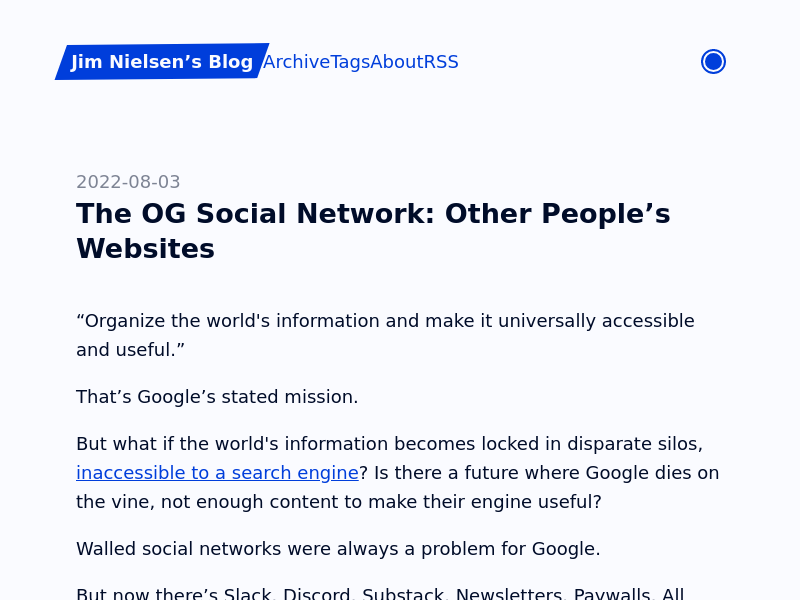 Jim Nielsen’s Blog Archive Tags About RSS
2022-08-03
The OG Social Network: Other People’s
Websites
“Organize the world's information and make it universally accessible
and useful.”
That’s Google’s stated mission.
But what if the world's information becomes locked in disparate silos,
inaccessible to a search engine? Is there a future where Google dies on
the vine, not enough content to make their engine useful?
Walled social networks were always a problem for Google.
But now there’s Slack, Discord, Substack, Newsletters, Paywalls. All